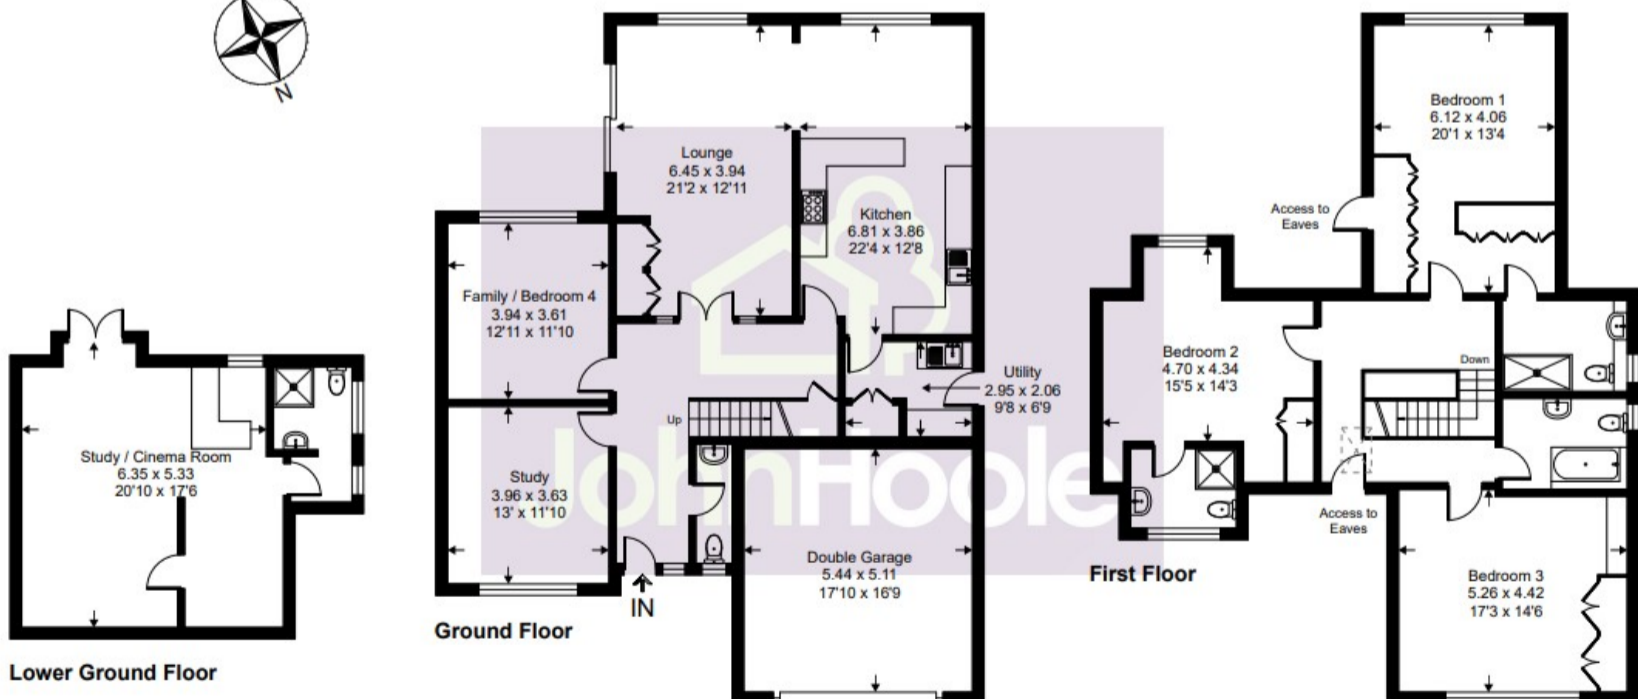 N
Study / Cinema Room
6.35 x 5.33
20'10 x 17'6
Lower Ground Floor
Lounge
6.45 x 3.94
21'2 x 12'11
Kitchen
6.81 x 3.86
22'4 x 12'8
Family / Bedroom 4
3.94 x 3.61
12'11 x 11'10
Utility
2.95 x 2.06
9'8 x 6'9
Up
Study
3.96 x 3.63
13' x 11'10
JohnHoole
Double Garage
5.44 x 5.11
17'10 x 16'9
IN
Ground Floor
Bedroom 1
6.12 x 4.06
20'1 x 13'4
Access to
Eaves
Bedroom 2
4.70 x 4.34
15'5 x 14'3
Down
Access to
Eaves
Bedroom 3
5.26 x 4.42
17'3 x 14'6
First Floor